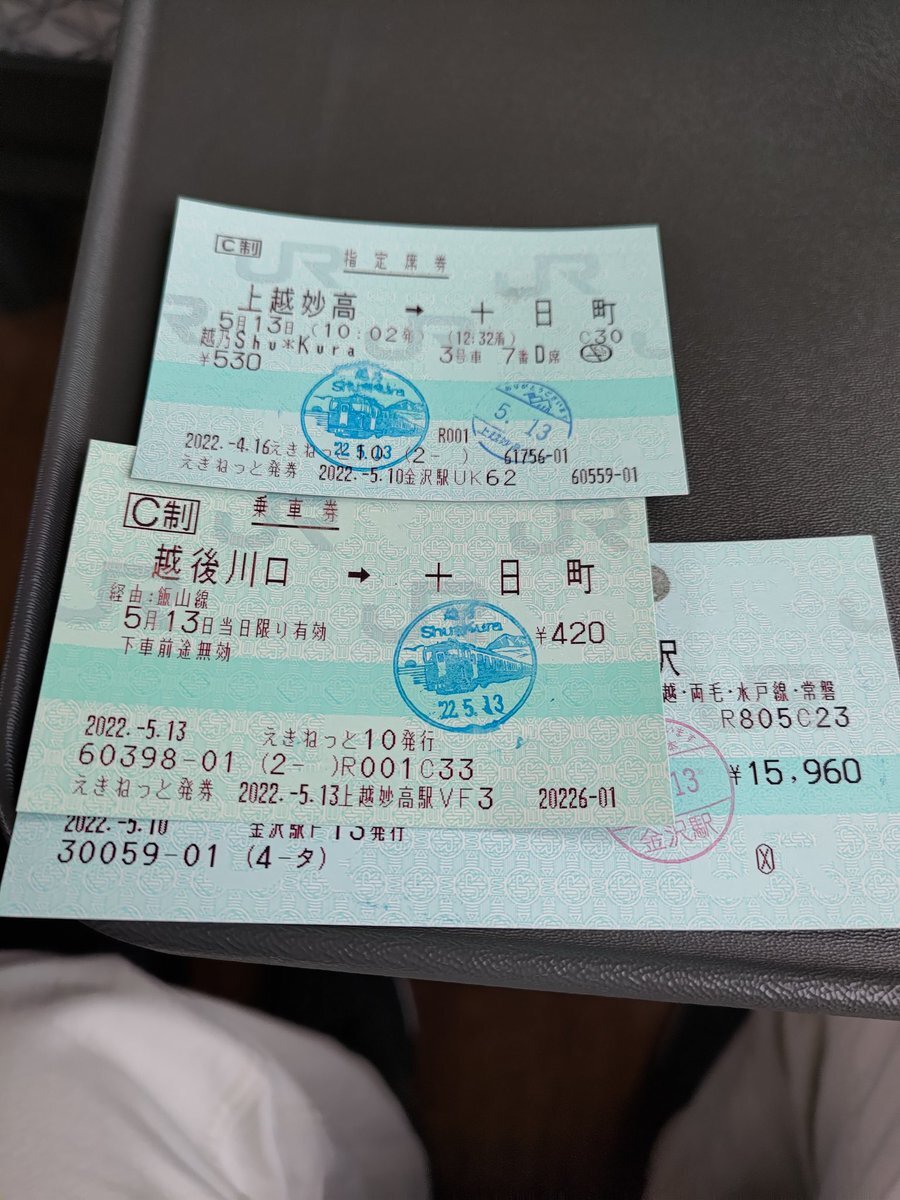 C制 指定席券
上越妙高 → 十日町
5月13日 (10:02発) (12:32着) C30
越乃Shu*Kura 3号車 7番D席
¥530
越乃
Shu*Kura
22.5.13
5.13
R001
2022.-4.16えきねっと10 (2- ) 61756-01
えきねっと発券 2022.-5.10金沢駅UK62 60559-01
C制 乗車券
越後川口 → 十日町
経由:飯山線
5月13日当日限り有効 ¥420
下車前途無効
越乃
Shu*Kura
22.5.13
2022.-5.13 えきねっと10発行
60398-01 (2- )R001C33
えきねっと発券 2022.-5.13上越妙高駅VF3 20226-01
沢
越・両毛・水戸線・常磐
R805C23
¥15,960
13
金沢駅
2022.-5.10 金沢駅F13発行
30059-01 (4-タ)